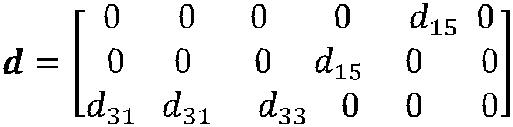 d = [ 0 0 0 0 d₁₅ 0
0 0 0 d₁₅ 0 0
d₃₁ d₃₁ d₃₃ 0 0 0 ]